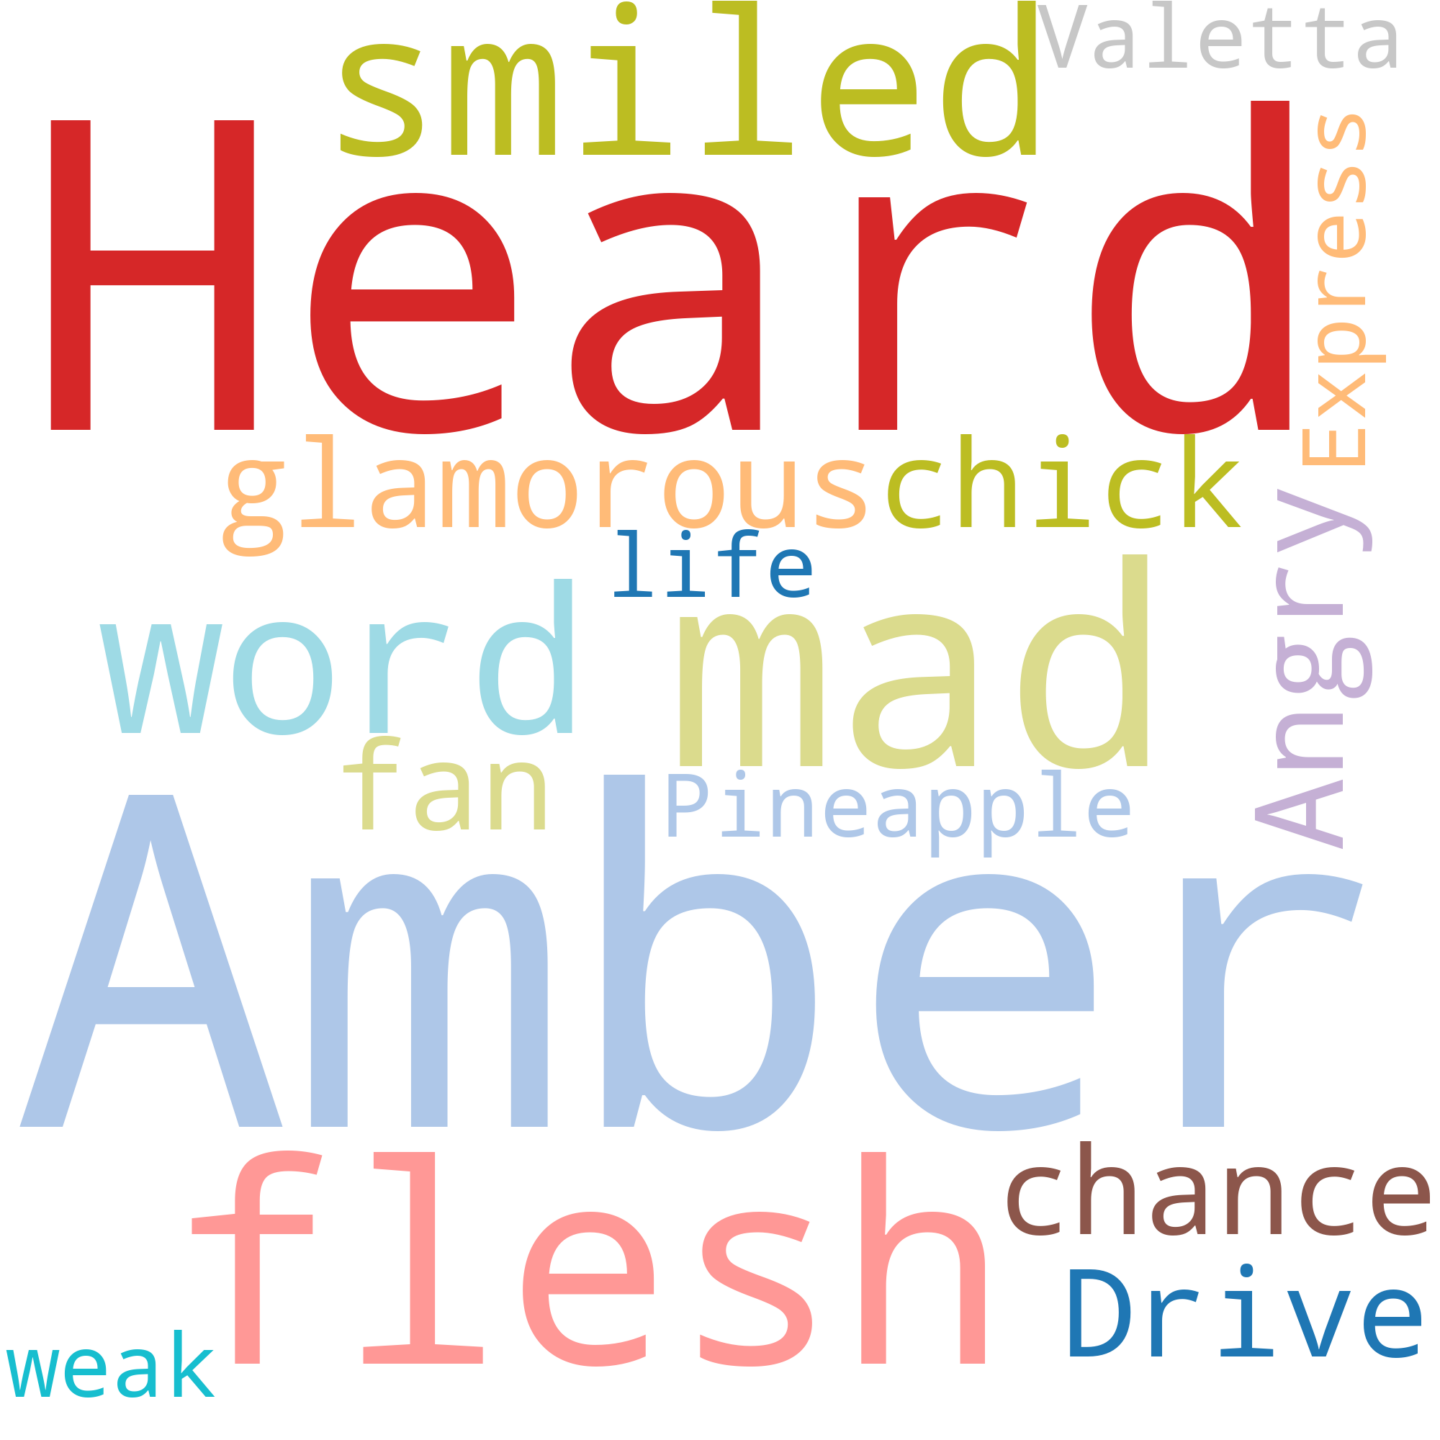 smiled
Valetta
Heard
Express
glamorous
chick
life
Angry
word
mad
fan
Pineapple
Amber
flesh
chance
Drive
weak